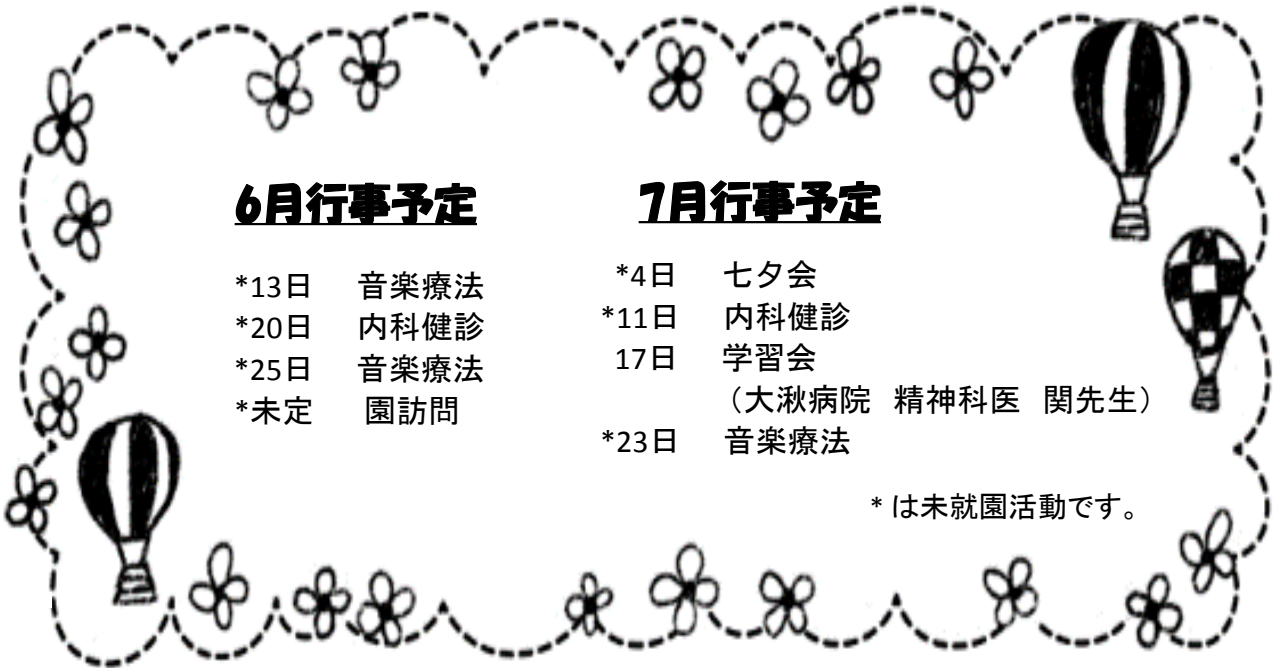 6月行事予定
*13日 音楽療法
*20日 内科健診
*25日 音楽療法
*未定 園訪問
7月行事予定
*4日 七夕会
*11日 内科健診
17日 学習会
（大湫病院 精神科医 関先生）
*23日 音楽療法
* は未就園活動です。